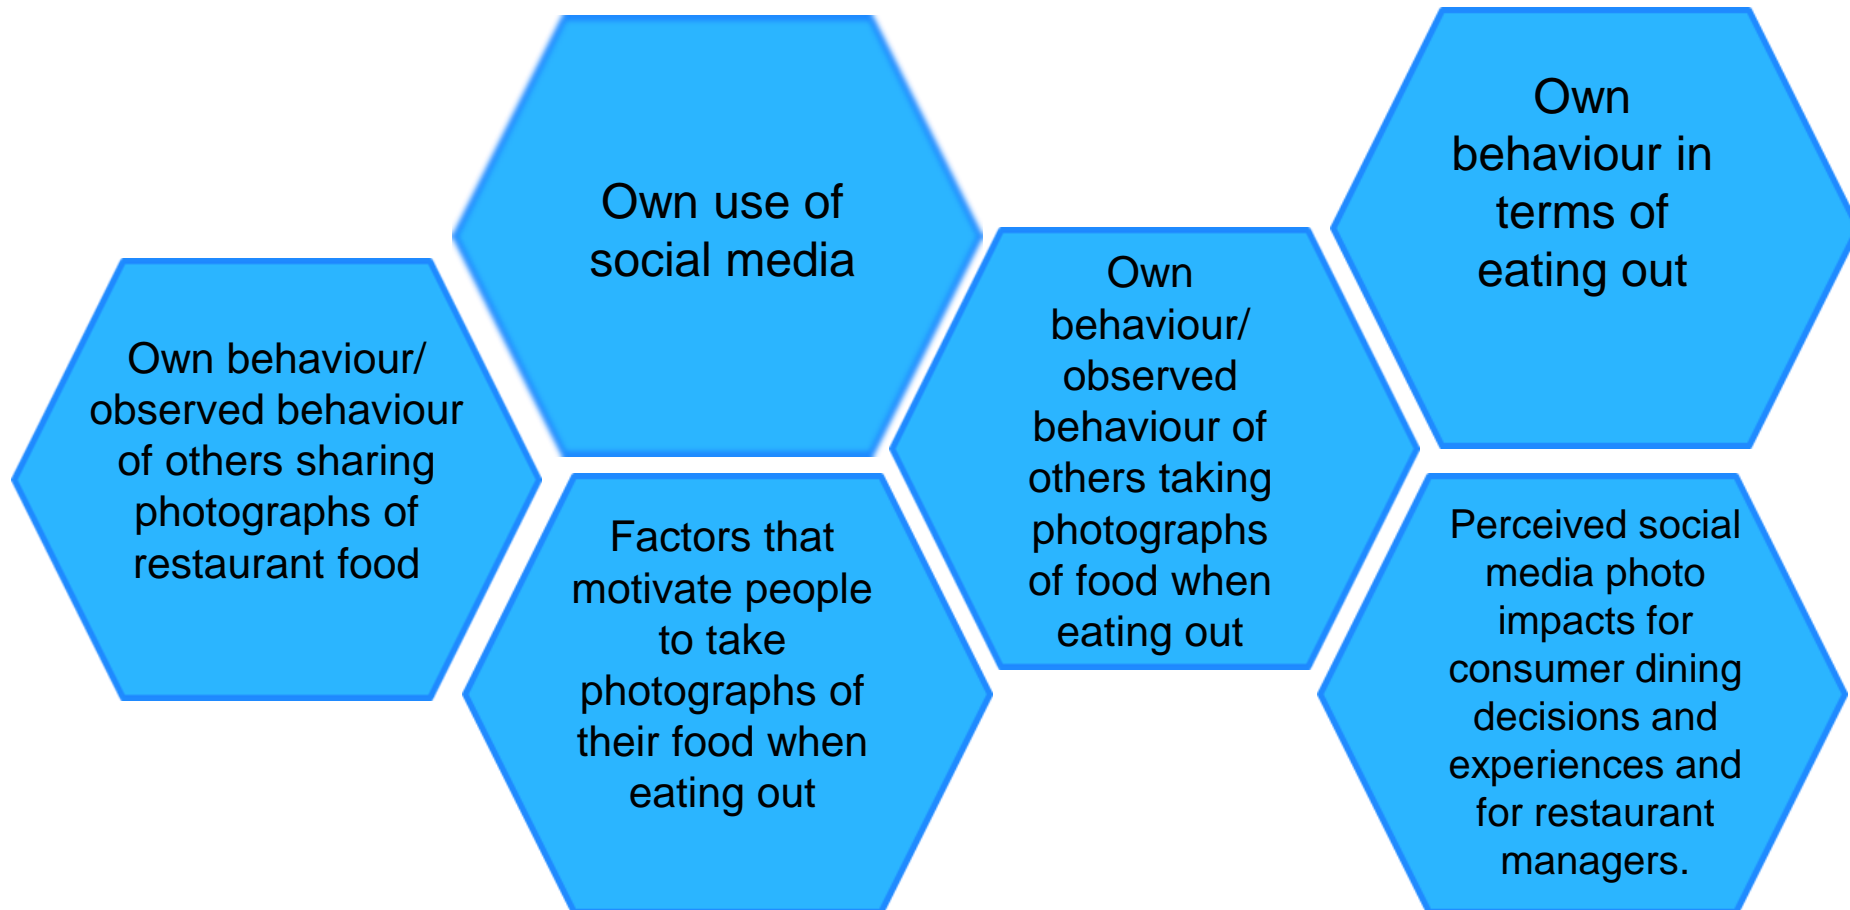 Own use of
social media
Own
behaviour in
terms of
eating out
Own behaviour/
observed behaviour
of others sharing
photographs of
restaurant food
Own
behaviour/
observed
behaviour of
others taking
photographs
of food when
eating out
Factors that
motivate people
to take
photographs of
their food when
eating out
Perceived social
media photo
impacts for
consumer dining
decisions and
experiences and
for restaurant
managers.